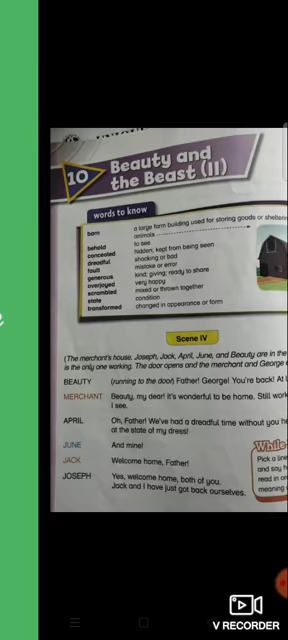 10
Beauty and
the Beast (II)
words to know
barn a large farm building used for storing goods or
animals
behold to see
concealed hidden, kept from being seen
dreadful shocking or bad
fault mistake or error
generous kind; giving; ready to share
overjoyed very happy
scrambled mixed or thrown together
state condition
transformed changed in appearance or form
Scene IV
(The merchant's house. Joseph, Jack, April, June, and Beauty are in the
is the only one working. The door opens and the merchant and George
BEAUTY (running to the door) Father! George! You're back! At
MERCHANT Beauty, my dear! It's wonderful to be home. Still
I see.
APRIL Oh, Father! We've had a dreadful time without you
at the state of my dress!
JUNE And mine!
JACK Welcome home, Father!
JOSEPH Yes, welcome home, both of you.
Jack and I have just got back ourselves.
While
Pick a
and say
read in
meaning
V RECORDER